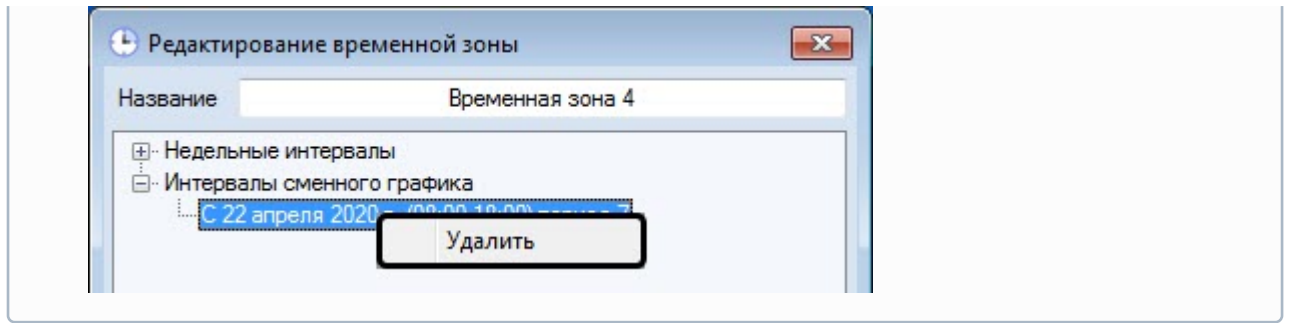 Редактирование временной зоны
Название Временная зона 4
Недельные интервалы
Интервалы сменного графика
С 22 апреля 2020
Удалить